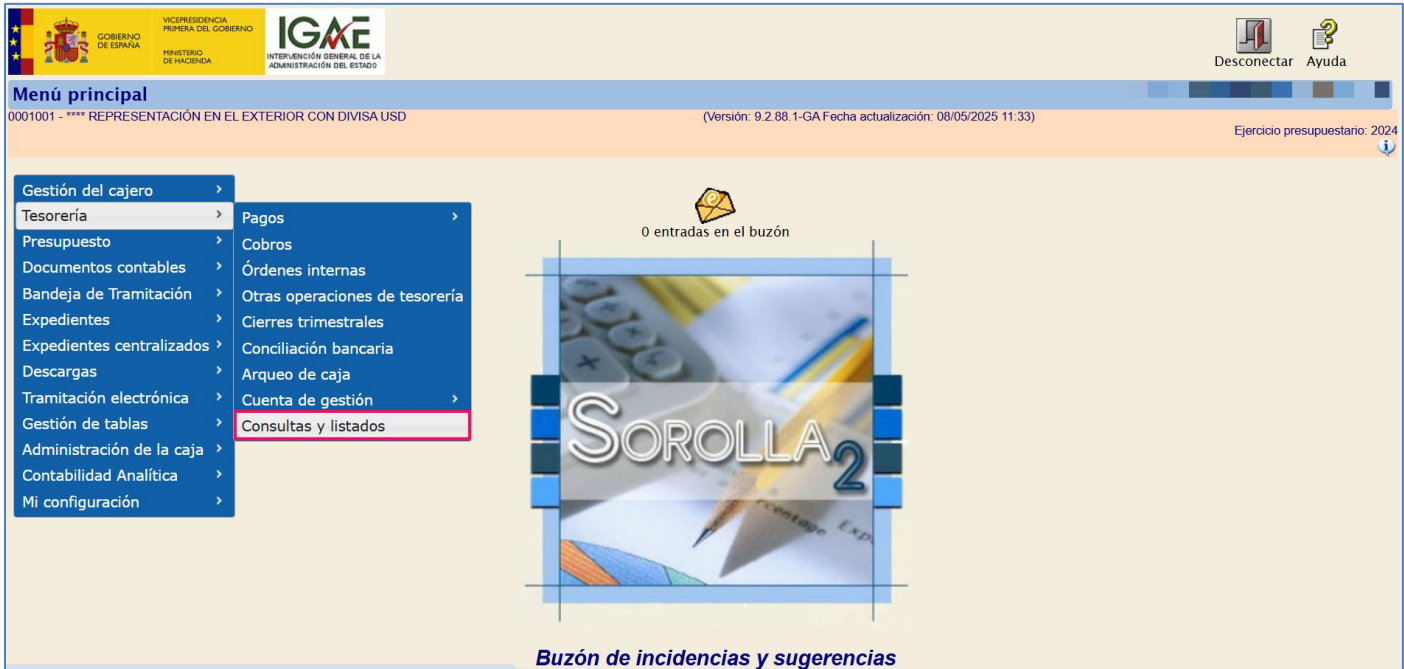 GOBIERNO
DE ESPAÑA
VICEPRESIDENCIA
PRIMERA DEL GOBIERNO
MINISTERIO
DE HACIENDA
IGAE
INTERVENCIÓN GENERAL DE LA
ADMINISTRACIÓN DEL ESTADO
Desconectar Ayuda
Menú principal
0001001 - **** REPRESENTACIÓN EN EL EXTERIOR CON DIVISA USD
(Versión: 9.2.88.1-GA Fecha actualización: 08/05/2025 11:33)
Ejercicio presupuestario: 2024
Gestión del cajero
Tesorería
Presupuesto
Documentos contables
Bandeja de Tramitación
Expedientes
Expedientes centralizados
Descargas
Tramitación electrónica
Gestión de tablas
Administración de la caja
Contabilidad Analítica
Mi configuración
Pagos
Cobros
Órdenes internas
Otras operaciones de tesorería
Cierres trimestrales
Conciliación bancaria
Arqueo de caja
Cuenta de gestión
Consultas y listados
0 entradas en el buzón
SOROLLA2
Buzón de incidencias y sugerencias